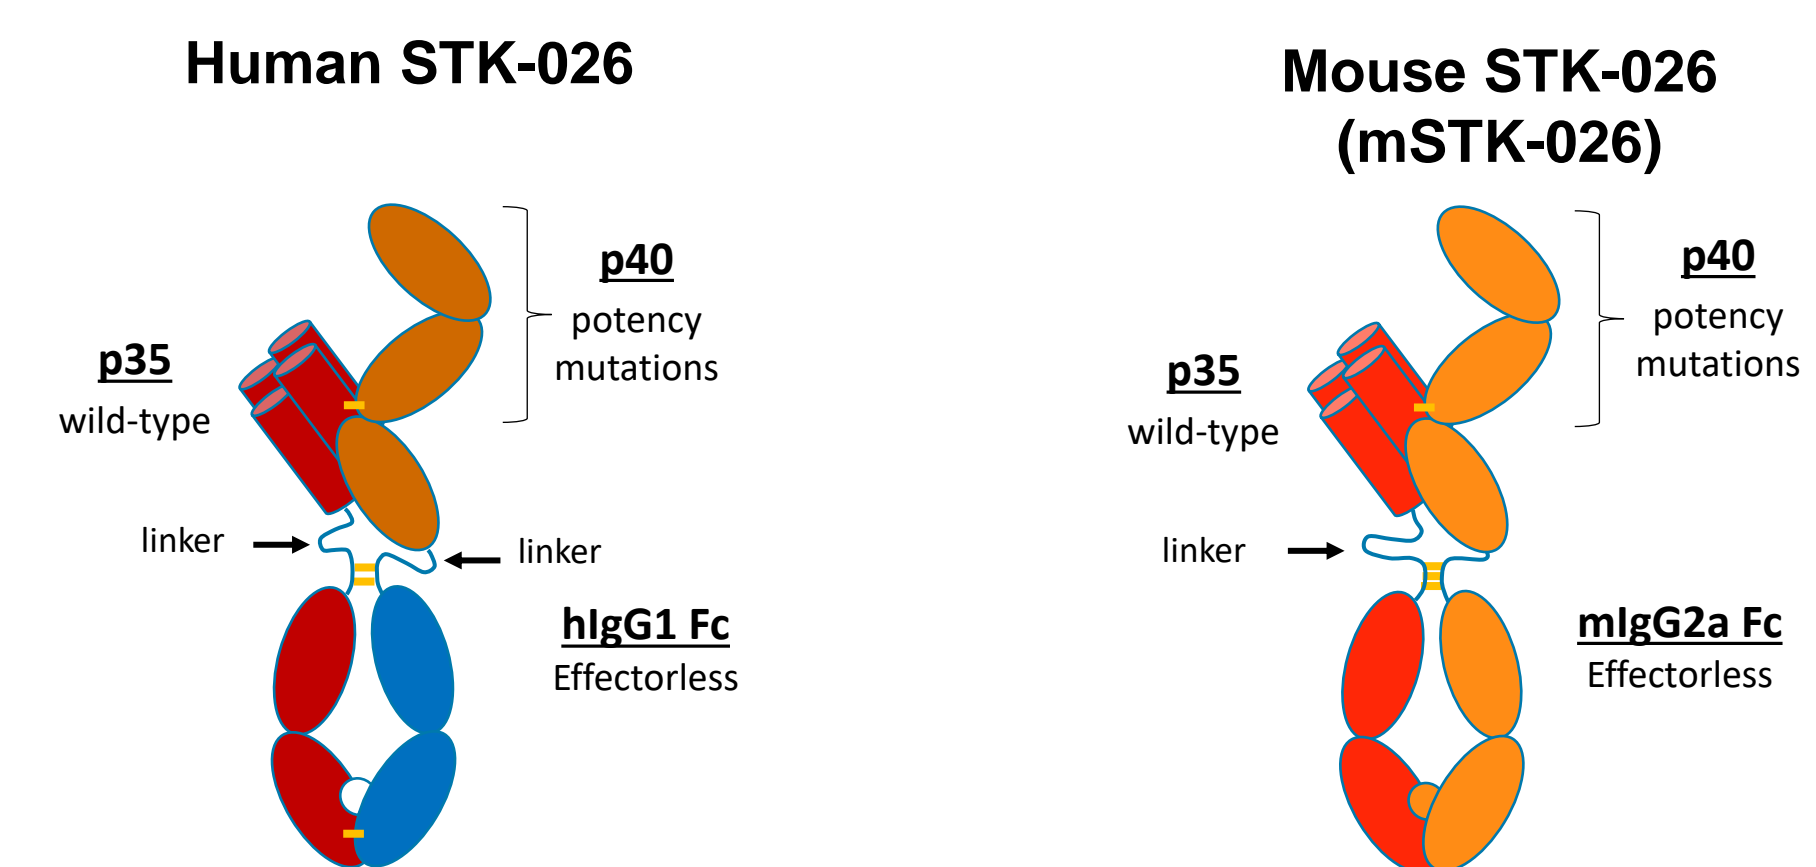 Human STK-026
p40
potency
mutations
p35
wild-type
linker
linker
hIgG1 Fc
Effectorless
Mouse STK-026
(mSTK-026)
p40
potency
mutations
p35
wild-type
linker
mIgG2a Fc
Effectorless